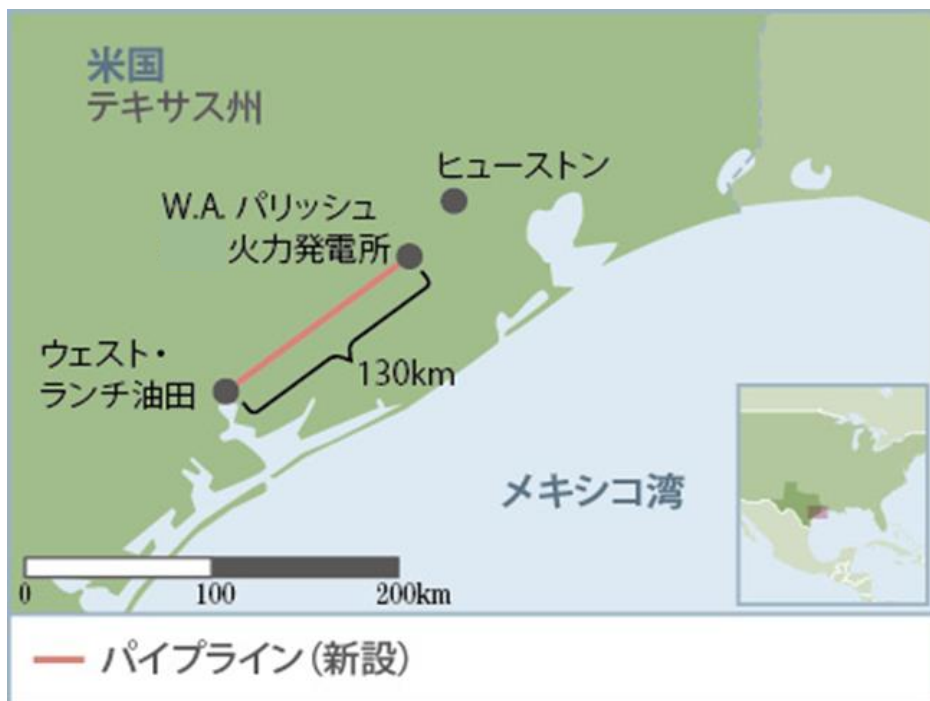 米国
テキサス州
ヒューストン
W.A. パリッシュ
火力発電所
ウェスト・
ランチ油田
130km
メキシコ湾
0 100 200km
パイプライン(新設)